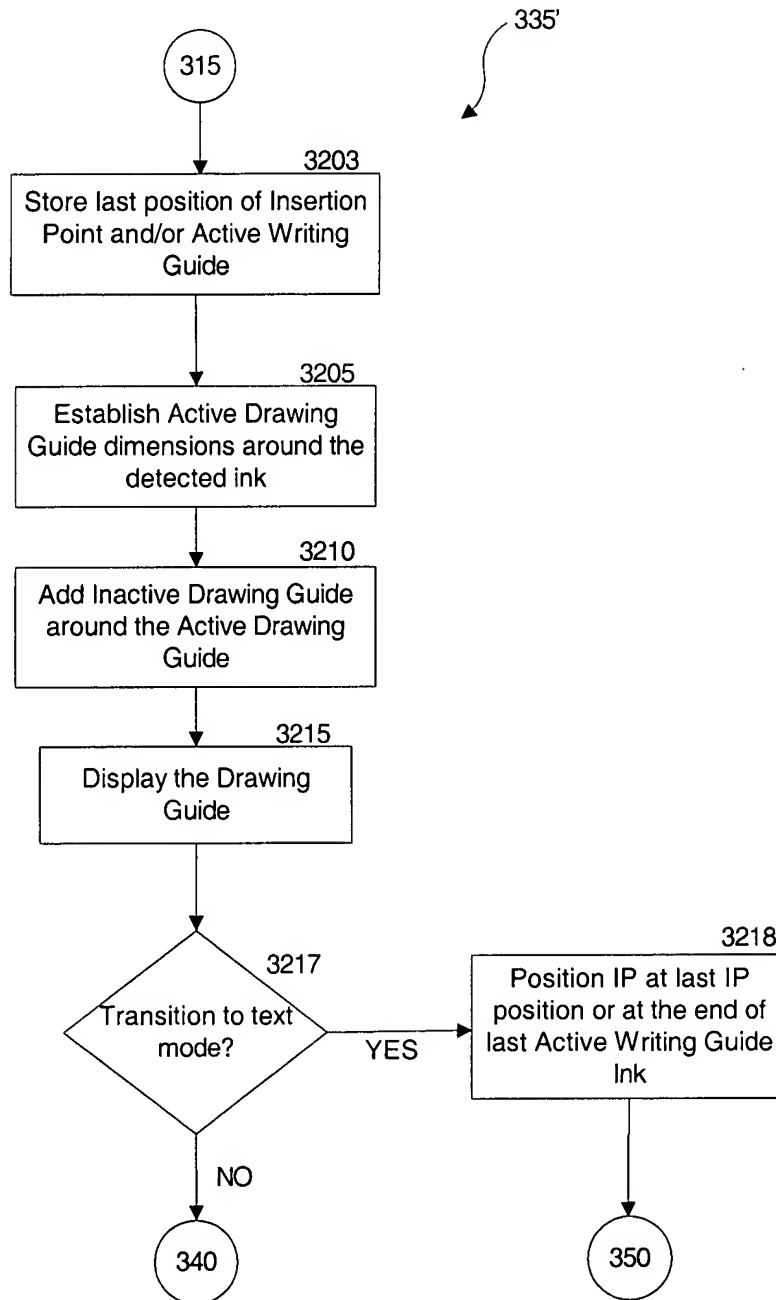 335'
315
3203
Store last position of Insertion
Point and/or Active Writing
Guide
3205
Establish Active Drawing
Guide dimensions around the
detected ink
3210
Add Inactive Drawing Guide
around the Active Drawing
Guide
3215
Display the Drawing
Guide
3217
Transition to text
mode?
YES
3218
Position IP at last IP
position or at the end of
last Active Writing Guide
Ink
NO
340
350